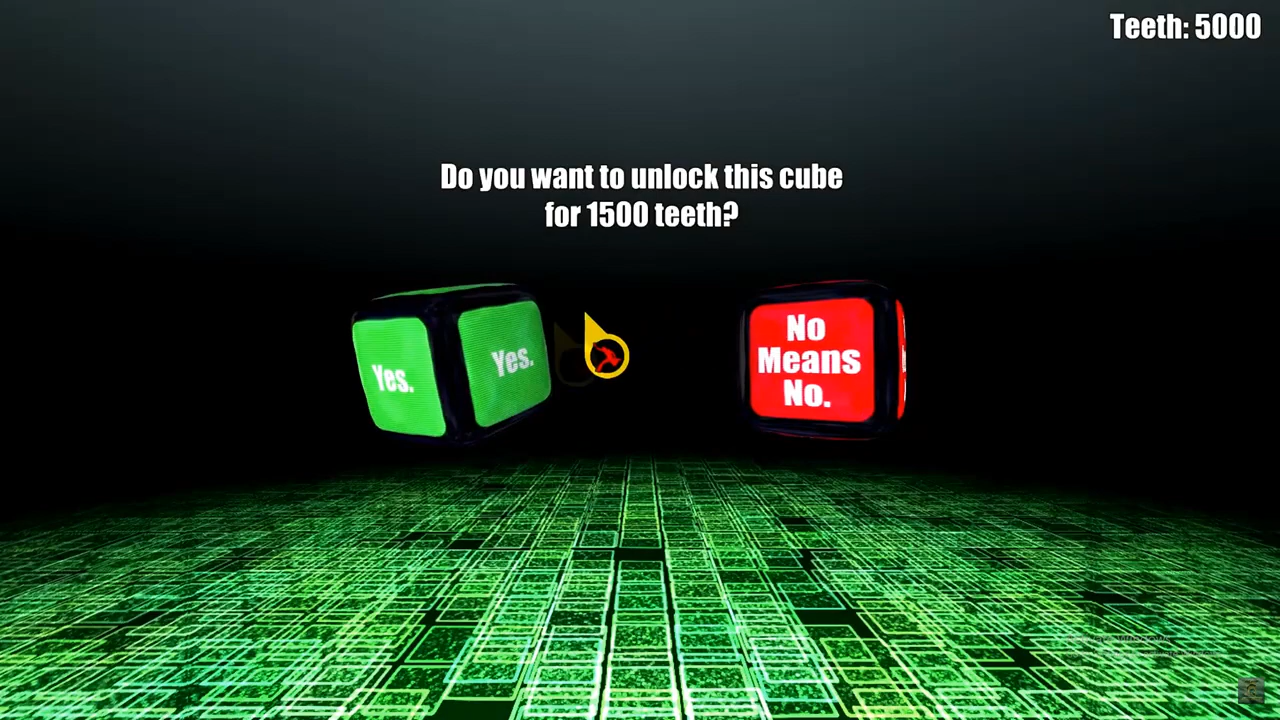 Teeth: 5000
Do you want to unlock this cube
for 1500 teeth?
Yes.
Yes.
No
Means
No.